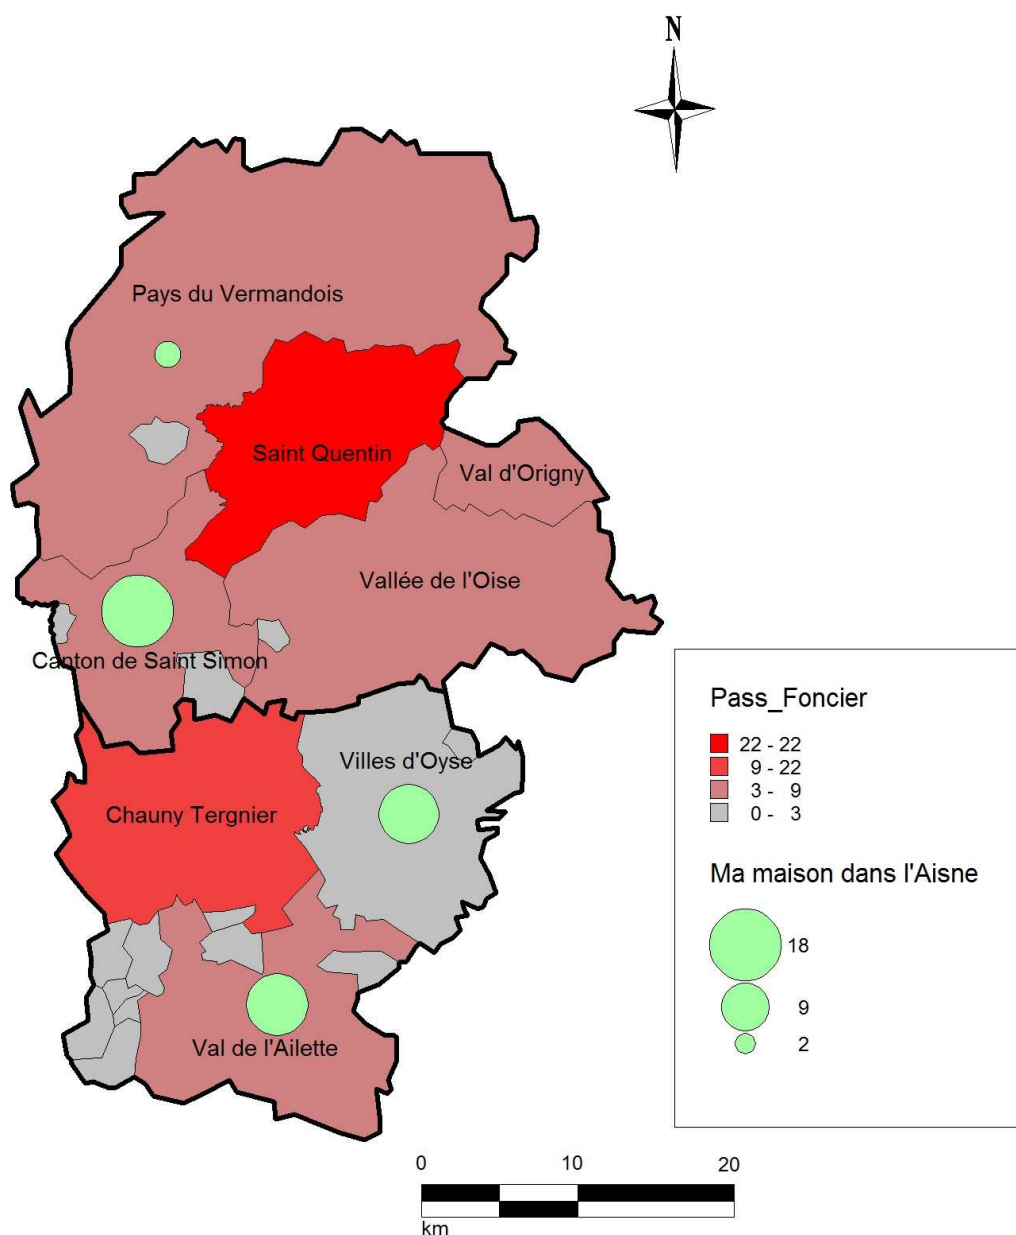 N
Pays du Vermandois
Saint Quentin
Val d'Origny
Vallée de l'Oise
Canton de Saint Simon
Villes d'Oyse
Chauny Tergnier
Val de l'Ailette
Pass_Foncier
22 - 22
9 - 22
3 - 9
0 - 3
Ma maison dans l'Aisne
18
9
2
0 10 20
km